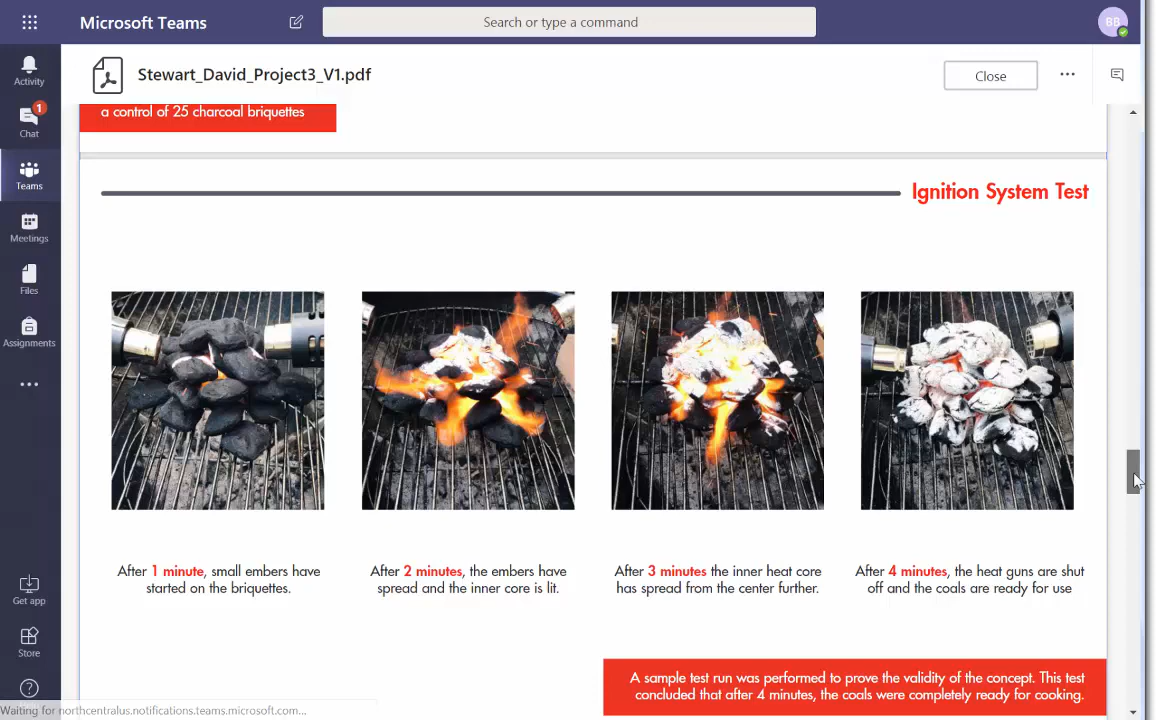 Microsoft Teams
Search or type a command
BB
Activity
Stewart_David_Project3_V1.pdf
Close
1
Chat
Teams
Meetings
Files
Assignments
Get app
Store
a control of 25 charcoal briquettes
Ignition System Test
After 1 minute, small embers have
started on the briquettes.
After 2 minutes, the embers have
spread and the inner core is lit.
After 3 minutes the inner heat core
has spread from the center further.
After 4 minutes, the heat guns are shut
off and the coals are ready for use
A sample test run was performed to prove the validity of the concept. This test
concluded that after 4 minutes, the coals were completely ready for cooking.
Waiting for northcentralus.notifications.teams.microsoft.com...